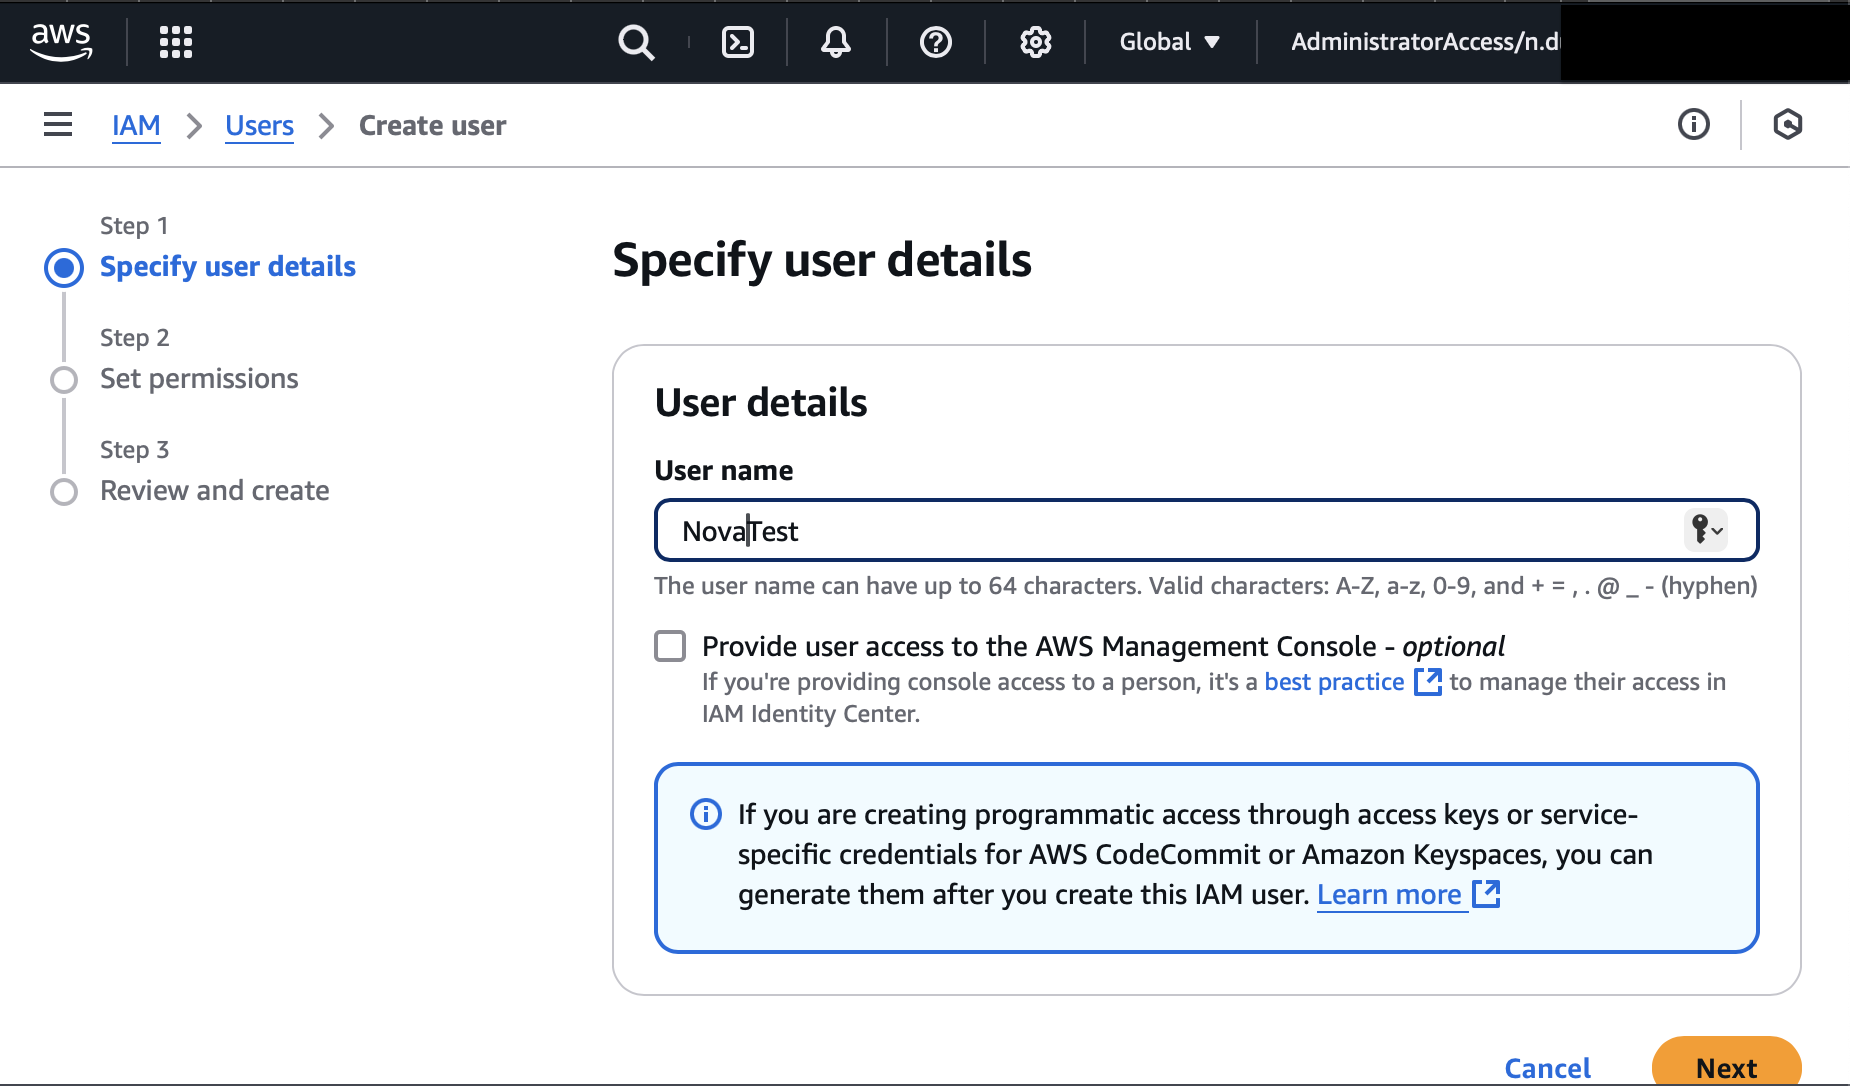 aws
Global
AdministratorAccess/n.d
IAM
Users
Create user
Step 1
Specify user details
Step 2
Set permissions
Step 3
Review and create
Specify user details
User details
User name
NovaTest
The user name can have up to 64 characters. Valid characters: A-Z, a-z, 0-9, and + = , . @ _ - (hyphen)
Provide user access to the AWS Management Console - optional
If you're providing console access to a person, it's a best practice to manage their access in
IAM Identity Center.
If you are creating programmatic access through access keys or service-
specific credentials for AWS CodeCommit or Amazon Keyspaces, you can
generate them after you create this IAM user. Learn more
Cancel
Next